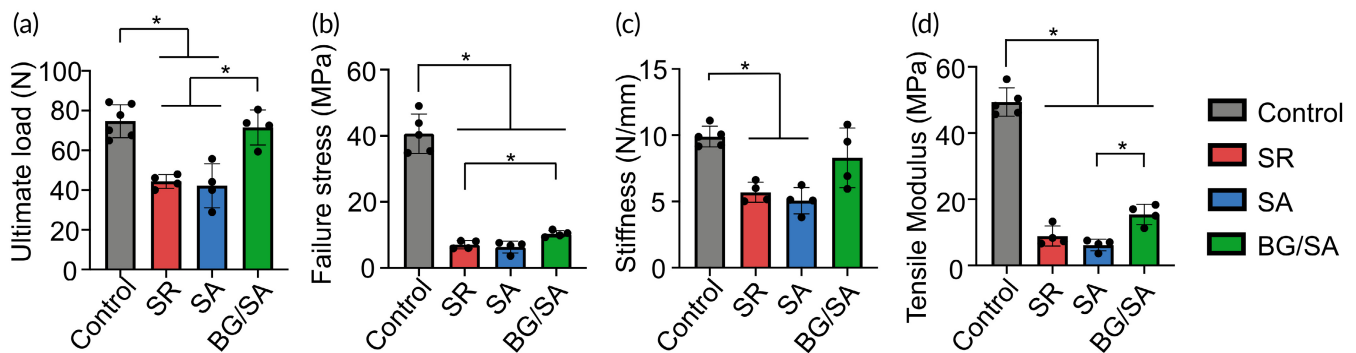 (a)
*
*
Ultimate load (N)
100
80
60
40
20
0
Control
SR
SA
BG/SA
(b)
*
*
Failure stress (MPa)
60
40
20
0
Control
SR
SA
BG/SA
(c)
*
Stiffness (N/mm)
15
10
5
0
Control
SR
SA
BG/SA
(d)
*
*
Tensile Modulus (MPa)
60
40
20
0
Control
SR
SA
BG/SA
Control
SR
SA
BG/SA